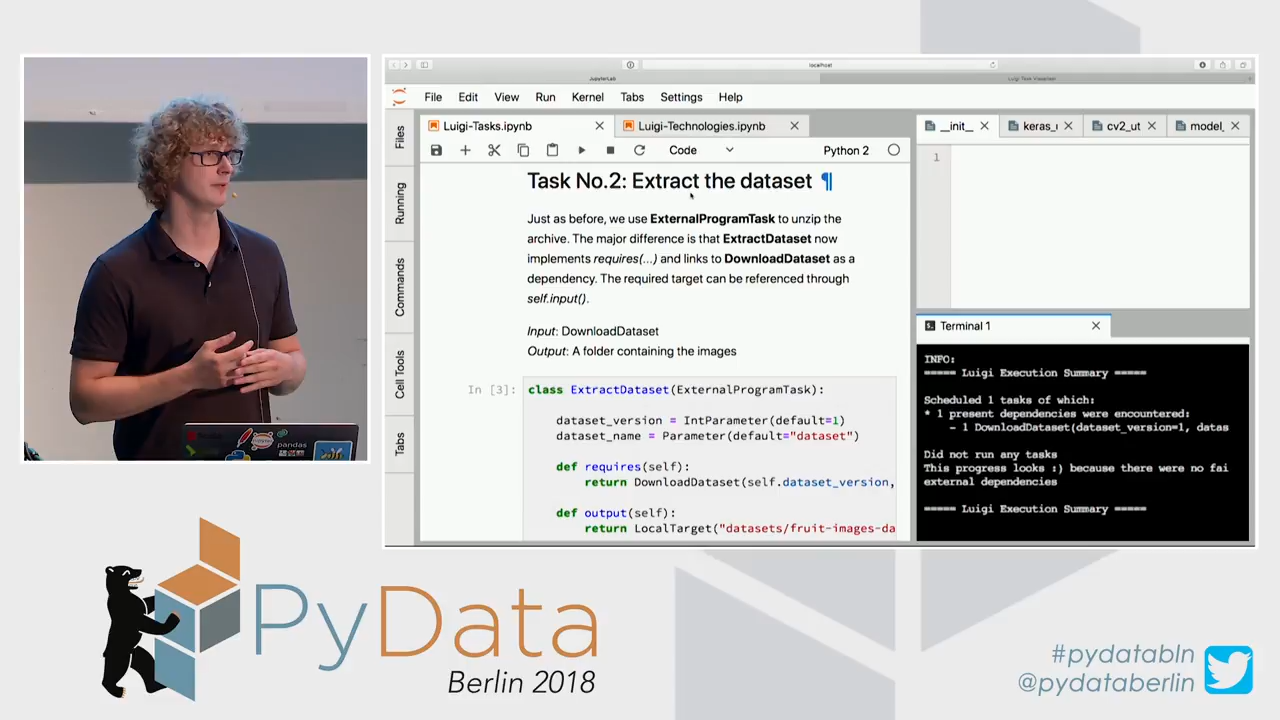 localhost
JupyterLab
Luigi Task Visualiser
File Edit View Run Kernel Tabs Settings Help
Files
Running
Commands
Cell Tools
Tabs
Luigi-Tasks.ipynb
Luigi-Technologies.ipynb
Code
Python 2
Task No.2: Extract the dataset ¶
Just as before, we use ExternalProgramTask to unzip the
archive. The major difference is that ExtractDataset now
implements requires(...) and links to DownloadDataset as a
dependency. The required target can be referenced through
self.input().
Input: DownloadDataset
Output: A folder containing the images
In [3]:
class ExtractDataset(ExternalProgramTask):
dataset_version = IntParameter(default=1)
dataset_name = Parameter(default="dataset")
def requires(self):
return DownloadDataset(self.dataset_version,
def output(self):
return LocalTarget("datasets/fruit-images-da
__init_
keras_
cv2_ut
model_
1
Terminal 1
INFO:
===== Luigi Execution Summary =====
Scheduled 1 tasks of which:
* 1 present dependencies were encountered:
- 1 DownloadDataset(dataset_version=1, datas
Did not run any tasks
This progress looks :) because there were no fai
external dependencies
===== Luigi Execution Summary =====
pandas
PyData
Berlin 2018
#pydatabln
@pydataberlin